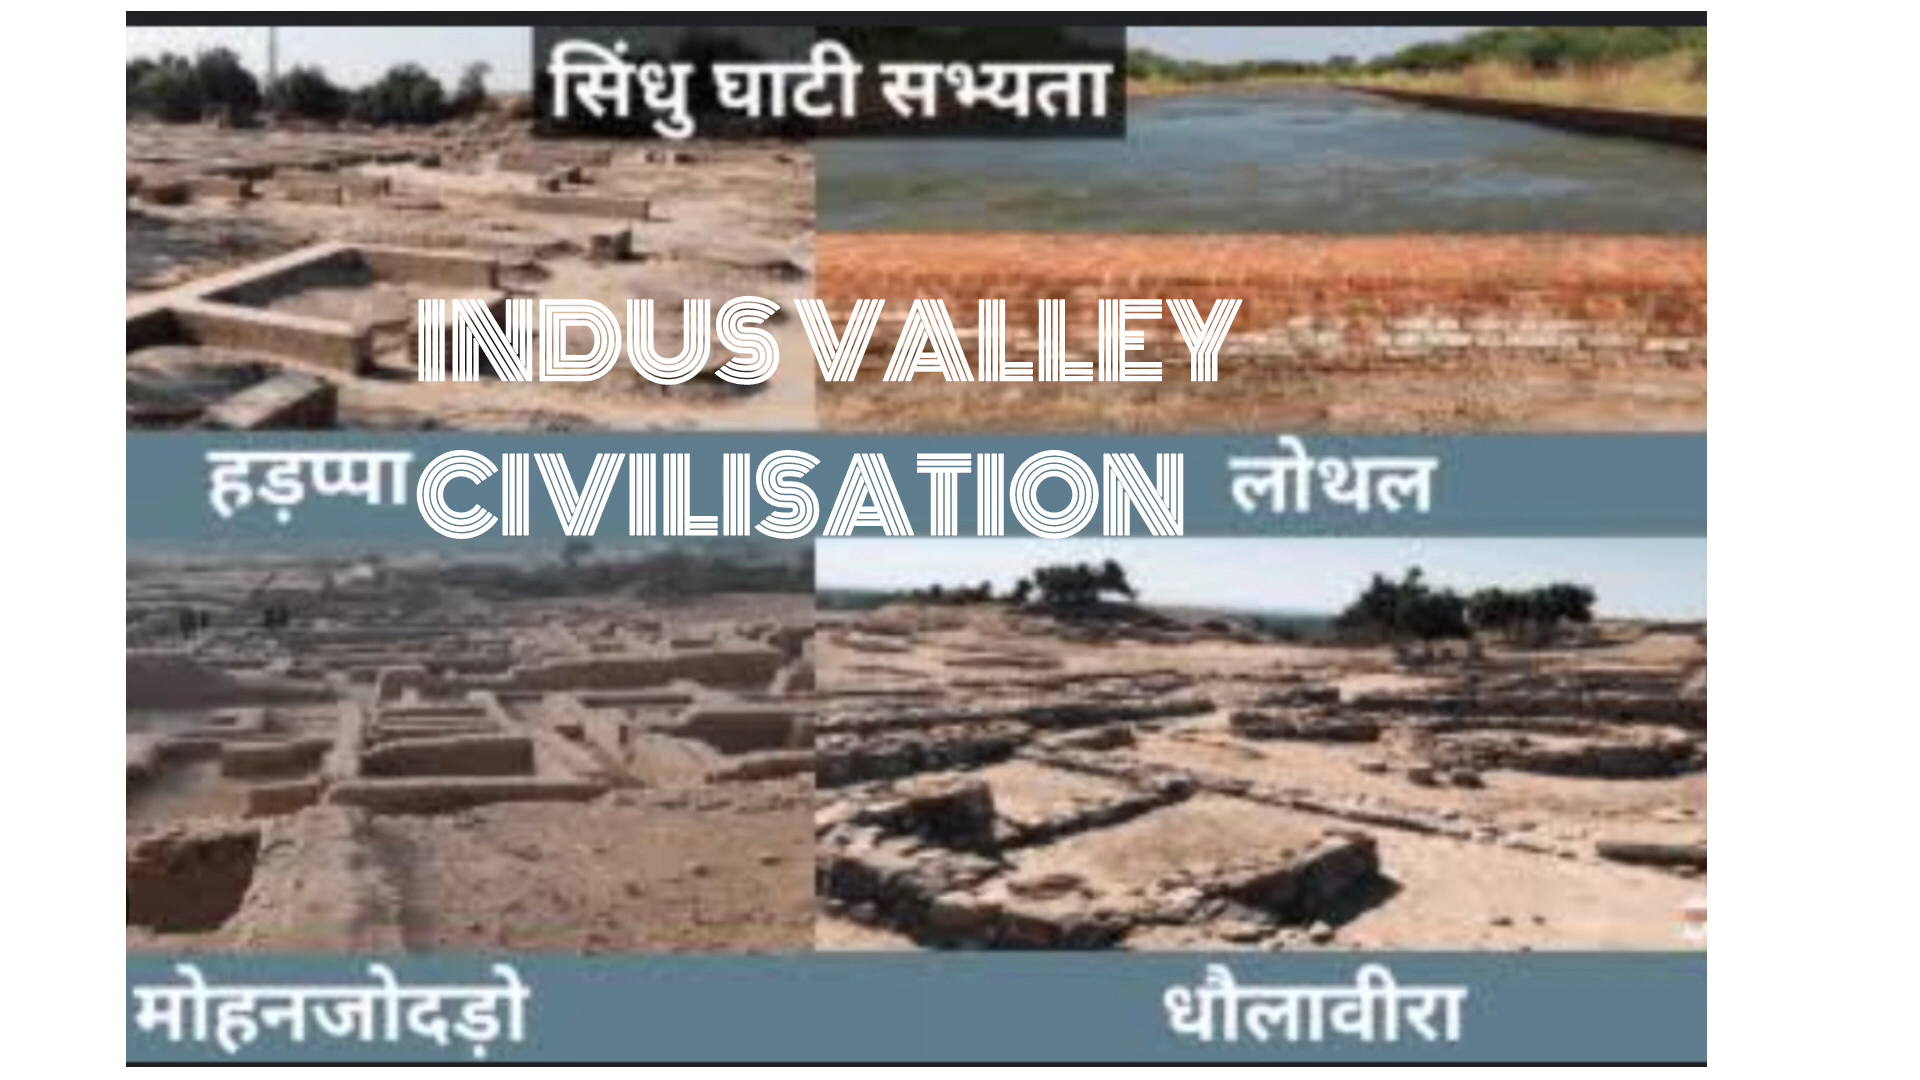 सिंधु घाटी सभ्यता
INDUS VALLEY
CIVILISATION
हड़प्पा
लोथल
मोहनजोदड़ो
धौलावीरा